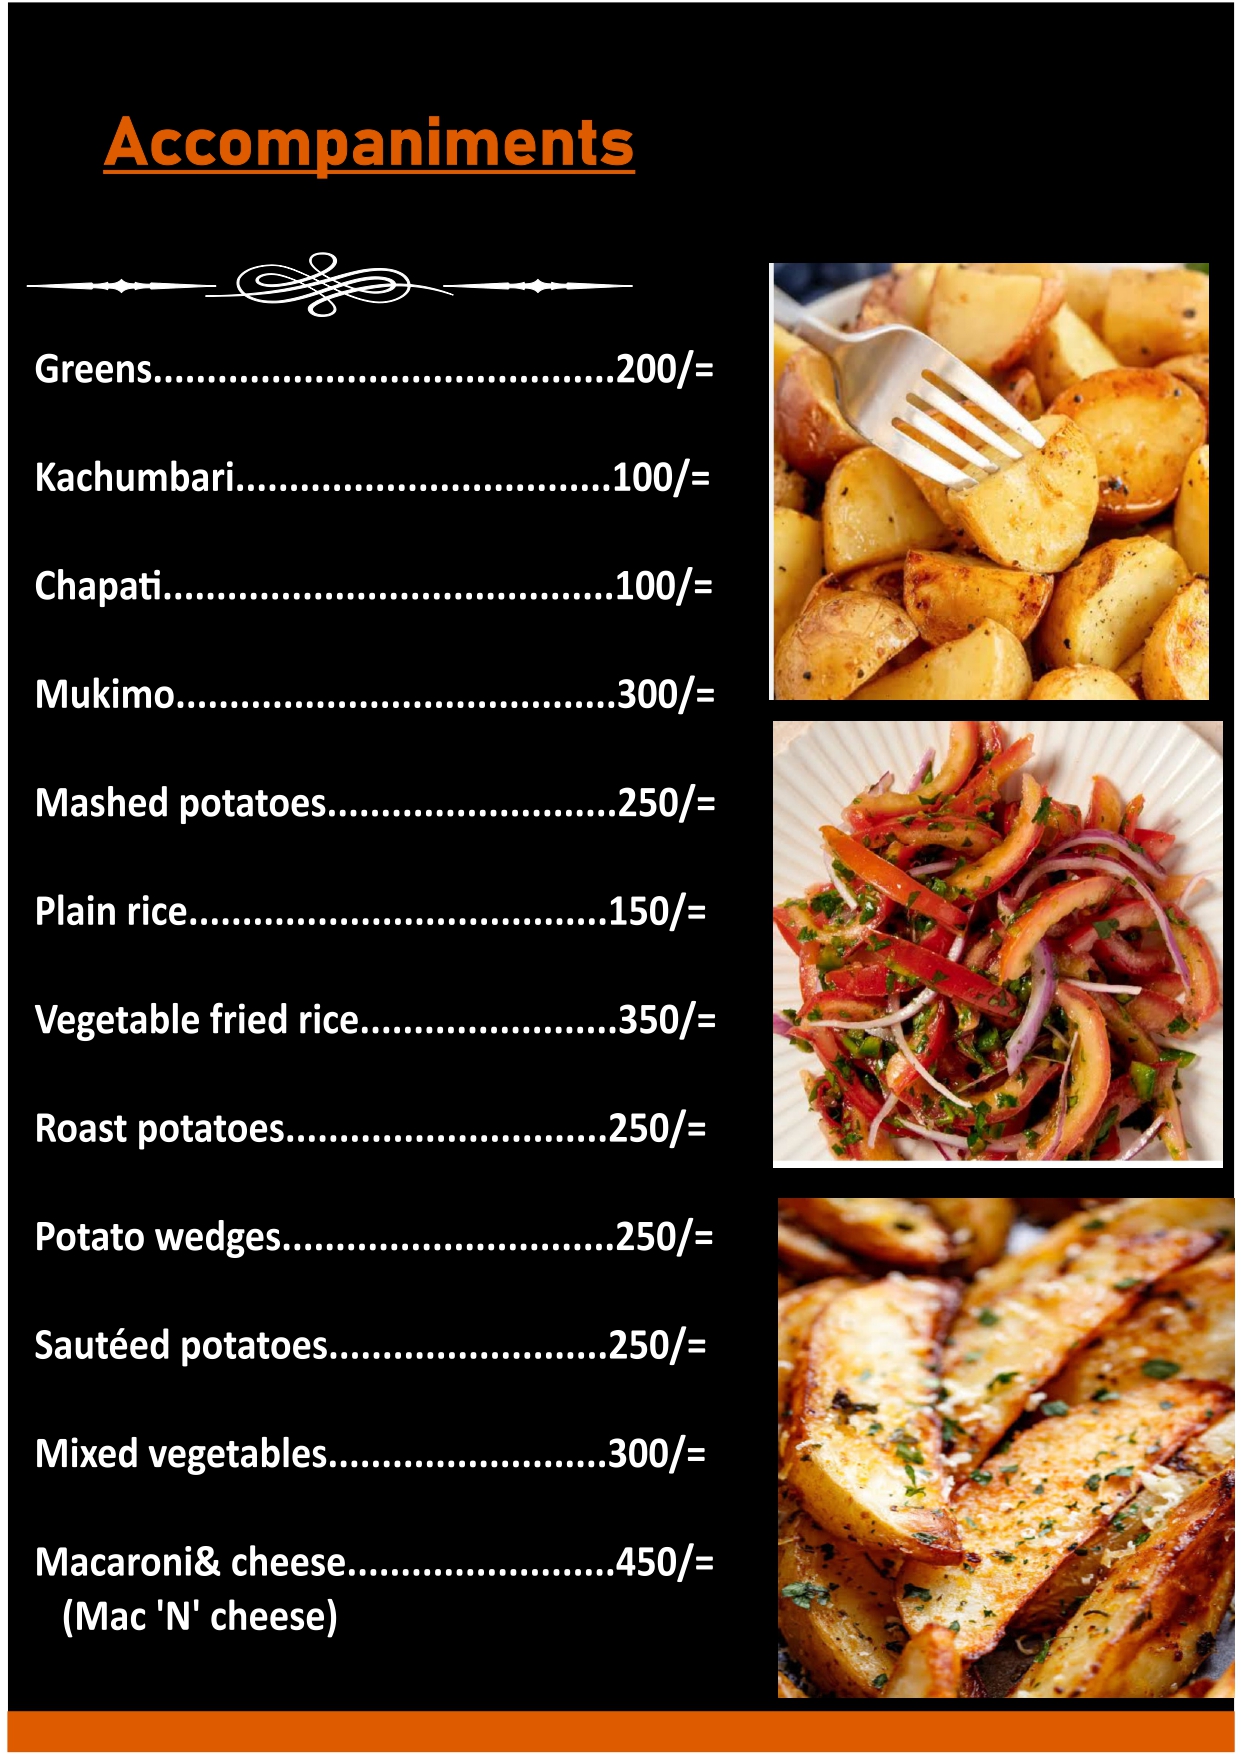 Accompaniments
Greens...........................................200/=
Kachumbari...................................100/=
Chapati..........................................100/=
Mukimo.........................................300/=
Mashed potatoes...........................250/=
Plain rice.......................................150/=
Vegetable fried rice........................350/=
Roast potatoes..............................250/=
Potato wedges...............................250/=
Sautéed potatoes..........................250/=
Mixed vegetables..........................300/=
Macaroni& cheese.........................450/=
(Mac 'N' cheese)